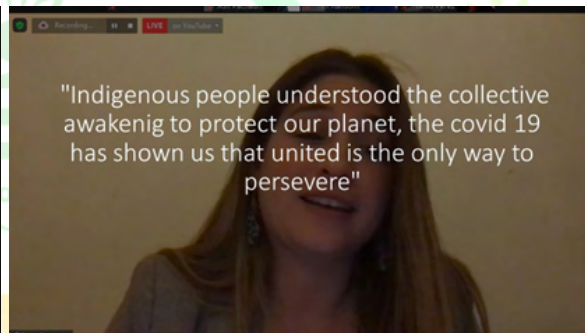 Recording...
LIVE on YouTube
"Indigenous people understood the collective
awakenig to protect our planet, the covid 19
has shown us that united is the only way to
persevere"